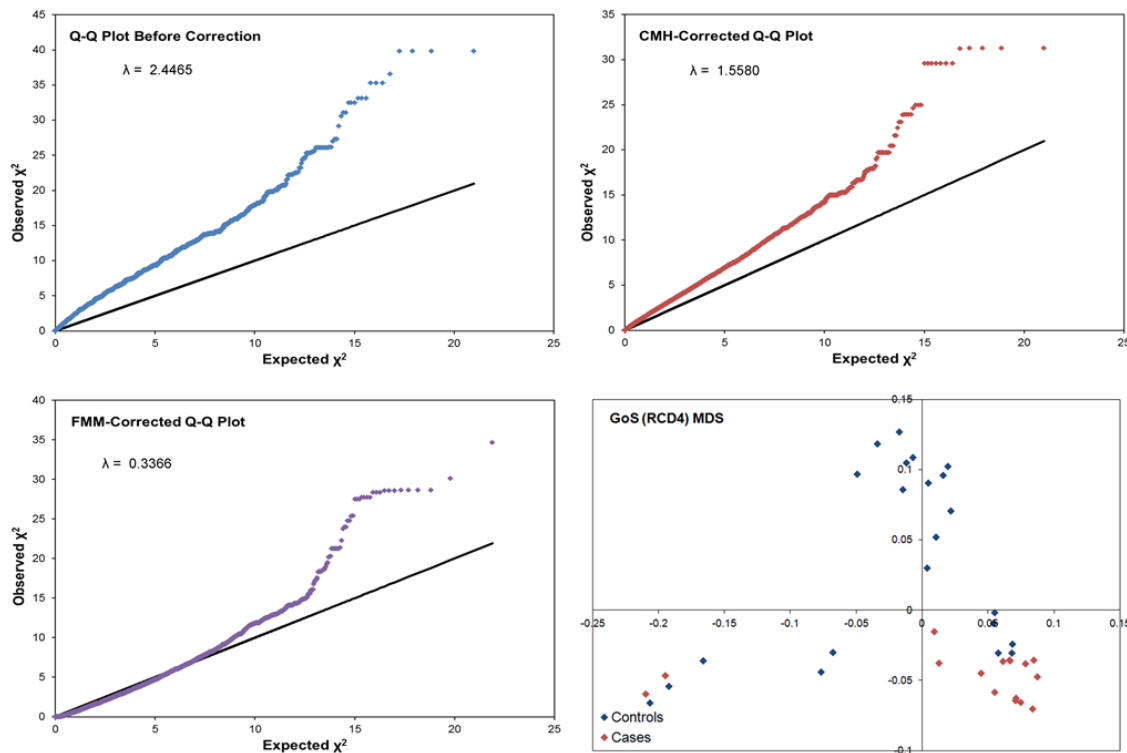 45
40
35
30
25
20
15
10
5
0
Q-Q Plot Before Correction
λ = 2.4465
Observed χ²
0 5 10 15 20 25
Expected χ²
35
30
25
20
15
10
5
0
CMH-Corrected Q-Q Plot
λ = 1.5580
Observed χ²
0 5 10 15 20 25
Expected χ²
40
35
30
25
20
15
10
5
0
FMM-Corrected Q-Q Plot
λ = 0.3366
Observed χ²
0 5 10 15 20 25
Expected χ²
GoS (RCD4) MDS
0.15
0.1
0.05
0
-0.05
-0.1
-0.25 -0.2 -0.15 -0.1 -0.05 0 0.05 0.1 0.15
Controls
Cases